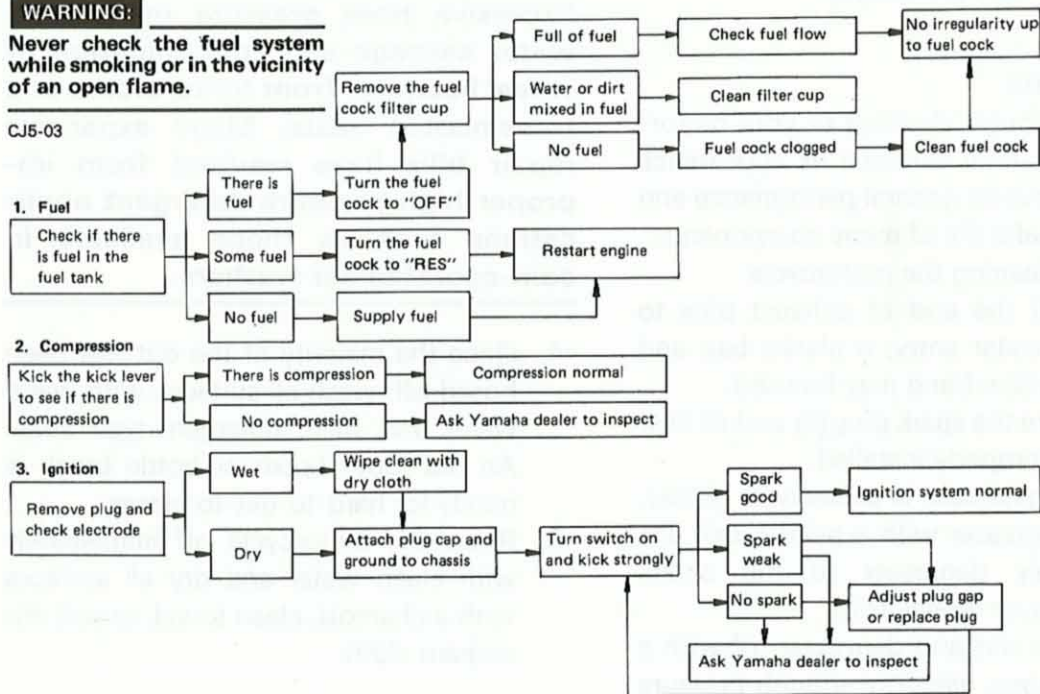 WARNING:
Never check the fuel system
while smoking or in the vicinity
of an open flame.
CJ5-03
Remove the fuel
cock filter cup
Full of fuel
Check fuel flow
No irregularity up
to fuel cock
Water or dirt
mixed in fuel
Clean filter cup
No fuel
Fuel cock clogged
Clean fuel cock
1. Fuel
Check if there
is fuel in the
fuel tank
There is
fuel
Turn the fuel
cock to "OFF"
Some fuel
Turn the fuel
cock to "RES"
Restart engine
No fuel
Supply fuel
2. Compression
Kick the kick lever
to see if there is
compression
There is compression
Compression normal
No compression
Ask Yamaha dealer to inspect
3. Ignition
Remove plug and
check electrode
Wet
Wipe clean with
dry cloth
Dry
Attach plug cap and
ground to chassis
Turn switch on
and kick strongly
Spark
good
Ignition system normal
Spark
weak
No spark
Adjust plug gap
or replace plug
Ask Yamaha dealer to inspect